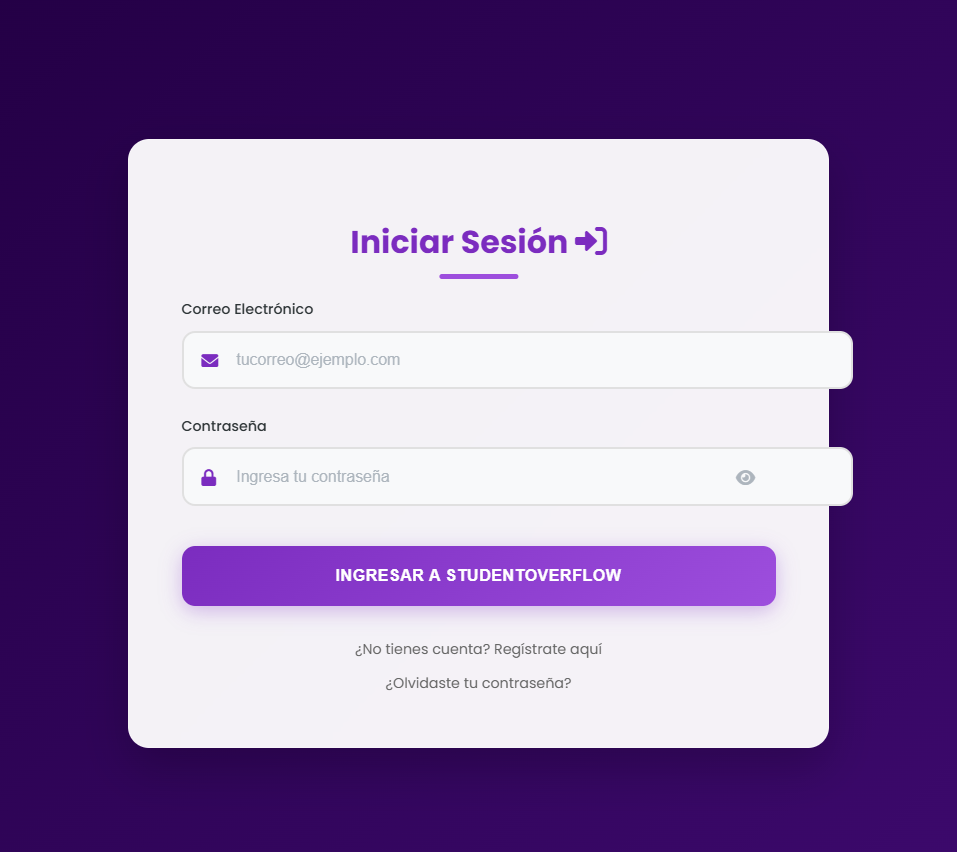 Iniciar Sesión
Correo Electrónico
tucorreo@ejemplo.com
Contraseña
Ingresa tu contraseña
INGRESAR A STUDENTOVERFLOW
¿No tienes cuenta? Regístrate aquí
¿Olvidaste tu contraseña?